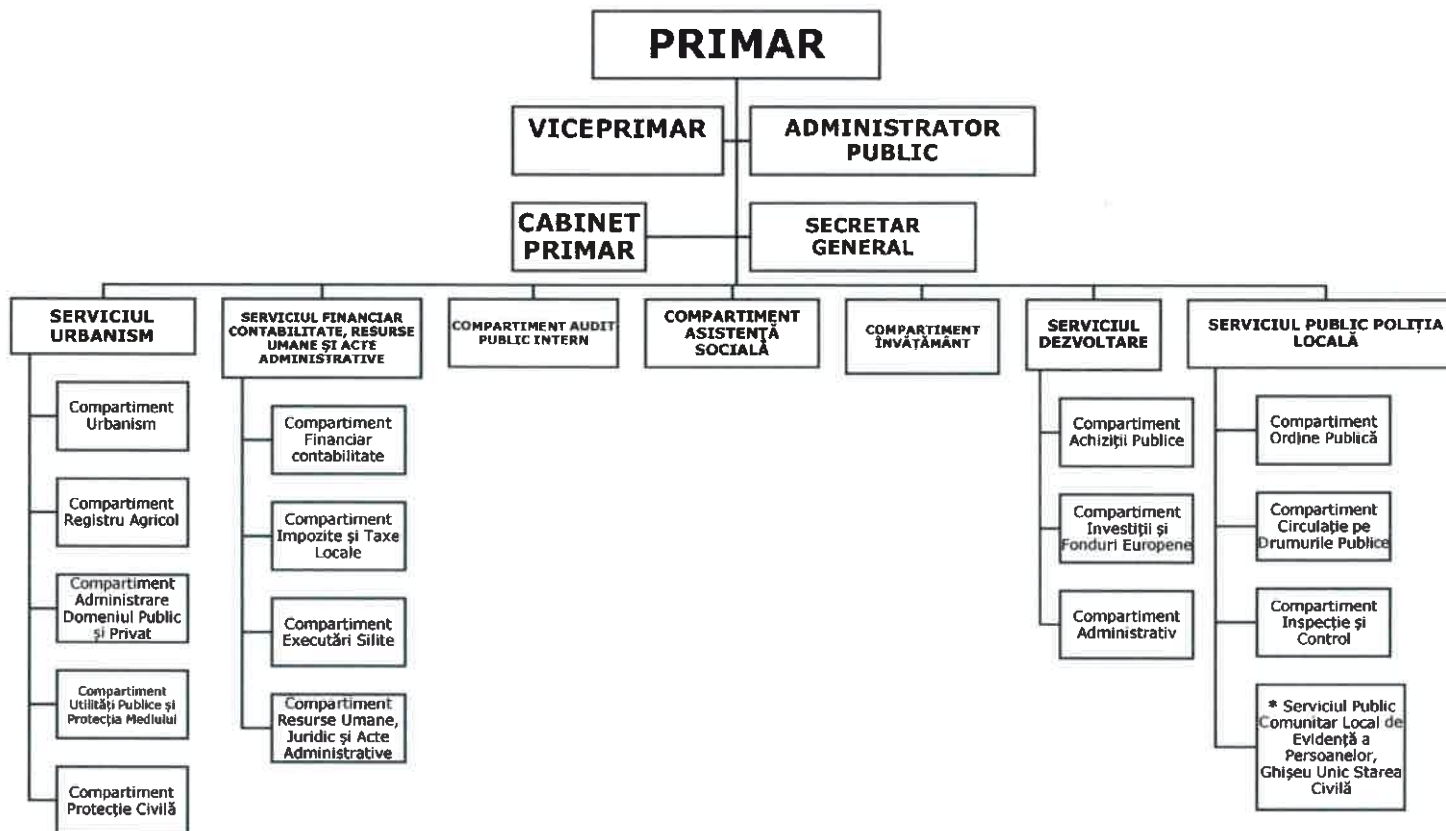 PRIMAR
VICEPRIMAR
ADMINISTRATOR
PUBLIC
CABINET
PRIMAR
SECRETAR
GENERAL
SERVICIUL
URBANISM
SERVICIUL FINANCIAR
CONTABILITATE, RESURSE
UMANE ȘI ACTE
ADMINISTRATIVE
COMPARTIMENT AUDIT
PUBLIC INTERN
COMPARTIMENT
ASISTENȚĂ
SOCIALĂ
COMPARTIMENT
ÎNVĂȚĂMÂNT
SERVICIUL
DEZVOLTARE
SERVICIUL PUBLIC POLIȚIA
LOCALĂ
Compartiment
Urbanism
Compartiment
Registru Agricol
Compartiment
Administrare
Domeniul Public
și Privat
Compartiment
Utilități Publice și
Protecția Mediului
Compartiment
Protecție Civilă
Compartiment
Financiar
contabilitate
Compartiment
Impozite și Taxe
Locale
Compartiment
Executări Silite
Compartiment
Resurse Umane,
Juridic și Acte
Administrative
Compartiment
Achiziții Publice
Compartiment
Investiții și
Fonduri Europene
Compartiment
Administrativ
Compartiment
Ordine Publică
Compartiment
Circulație pe
Drumurile Publice
Compartiment
Inspecție și
Control
* Serviciul Public
Comunitar Local de
Evidență a
Persoanelor,
Ghișeu Unic Starea
Civilă